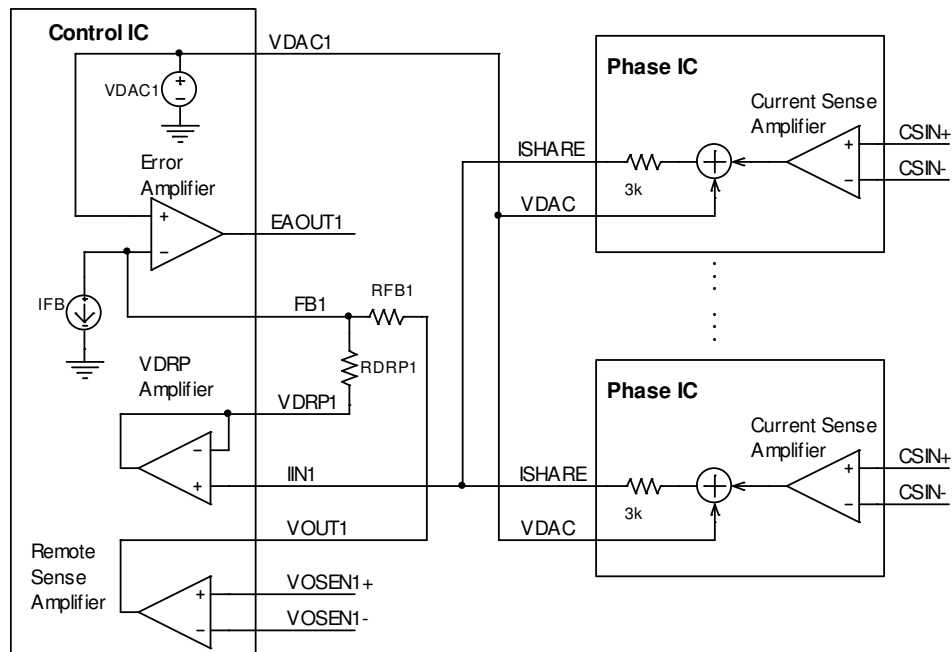 Control IC
VDAC1
VDAC1
Error
Amplifier
EAOUT1
IFB
FB1
RFB1
RDRP1
VDRP
Amplifier
VDRP1
IIN1
VOUT1
Remote
Sense
Amplifier
VOSEN1+
VOSEN1-
Phase IC
Current Sense
Amplifier
CSIN+
CSIN-
ISHARE
3k
VDAC
Phase IC
Current Sense
Amplifier
CSIN+
CSIN-
ISHARE
3k
VDAC